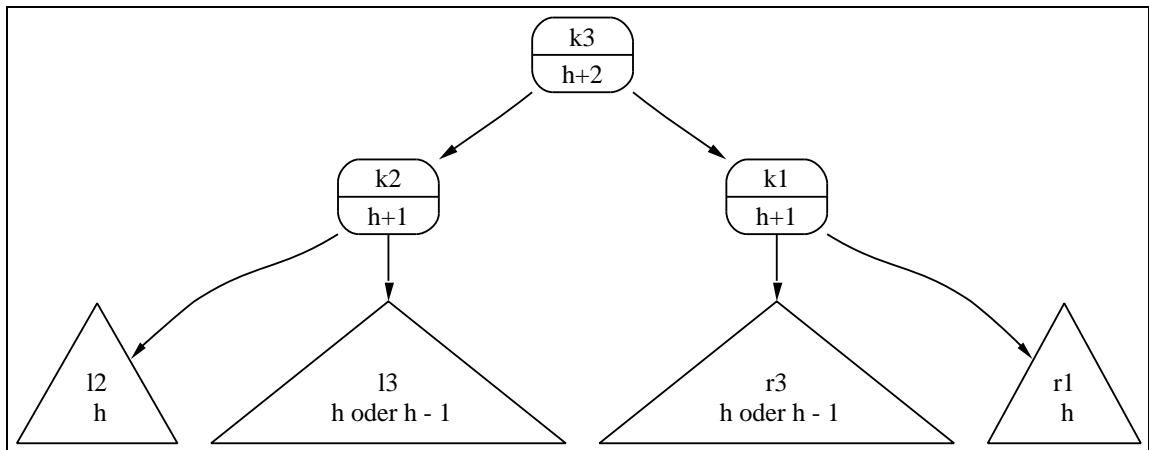 k3
h+2
k2
h+1
k1
h+1
l2
h
l3
h oder h - 1
r3
h oder h - 1
r1
h